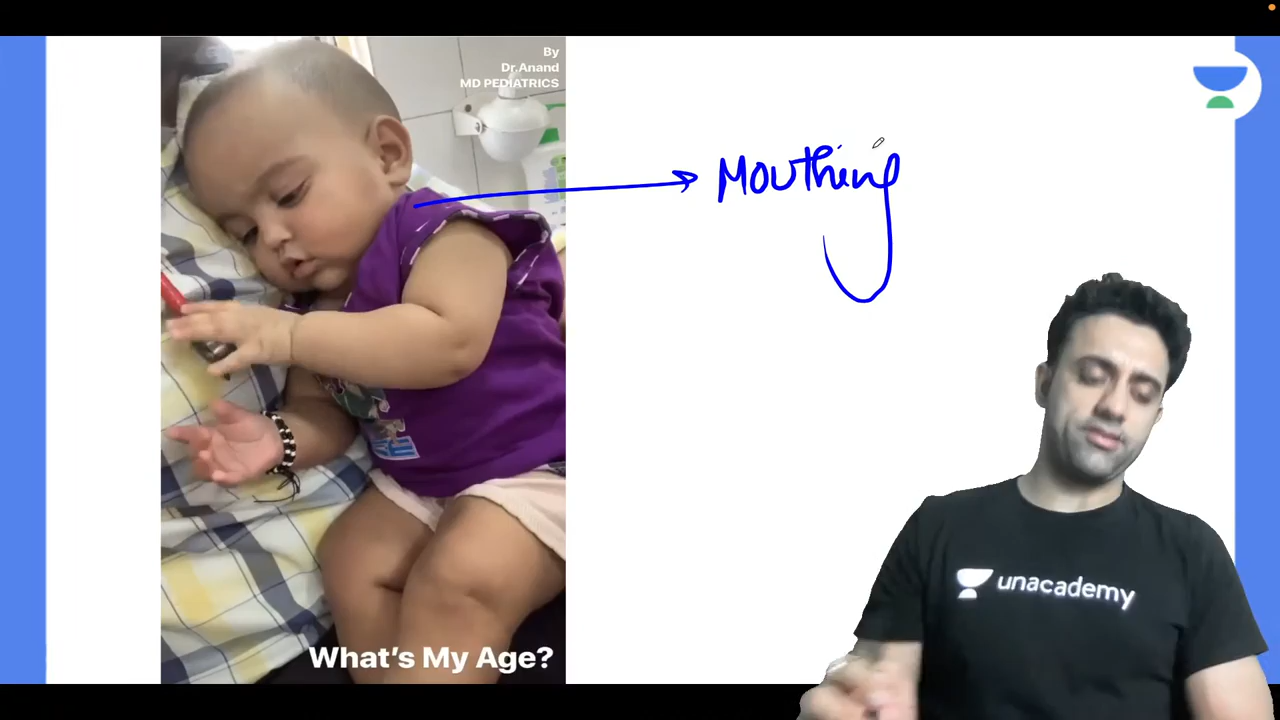 By
Dr.Anand
MD PEDIATRICS
Mouthing
unacademy
What's My Age?